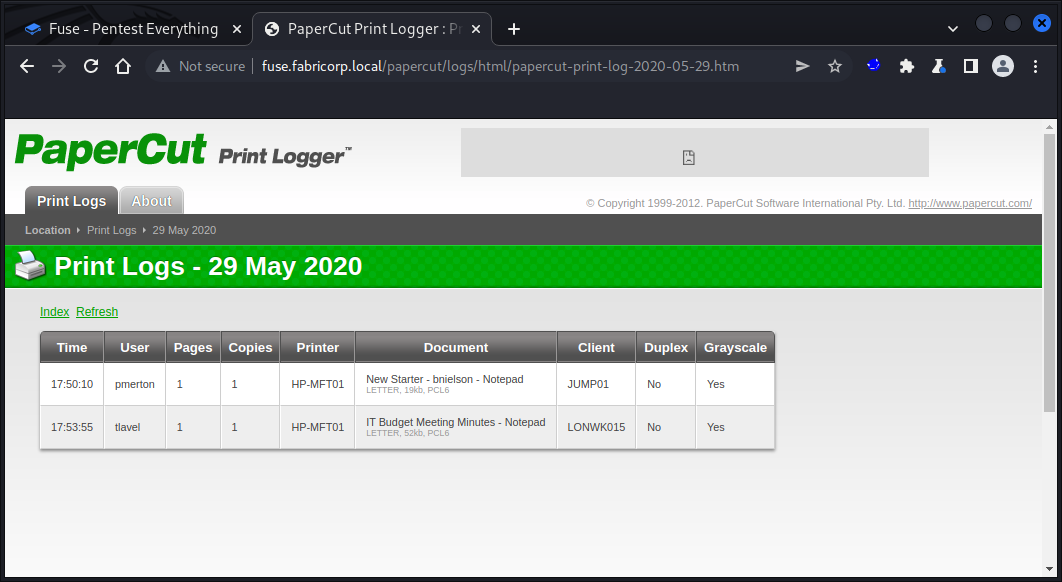 Fuse - Pentest Everything
PaperCut Print Logger : Pr
Not secure fuse.fabricorp.local/papercut/logs/html/papercut-print-log-2020-05-29.htm
PaperCut Print Logger™
Print Logs About
© Copyright 1999-2012. PaperCut Software International Pty. Ltd. http://www.papercut.com/
Location Print Logs 29 May 2020
Print Logs - 29 May 2020
Index Refresh
Time User Pages Copies Printer Document Client Duplex Grayscale
17:50:10 pmerton 1 1 HP-MFT01 New Starter - bnielson - Notepad JUMP01 No Yes
LETTER, 19kb, PCL6
17:53:55 tlavel 1 1 HP-MFT01 IT Budget Meeting Minutes - Notepad LONWK015 No Yes
LETTER, 52kb, PCL6